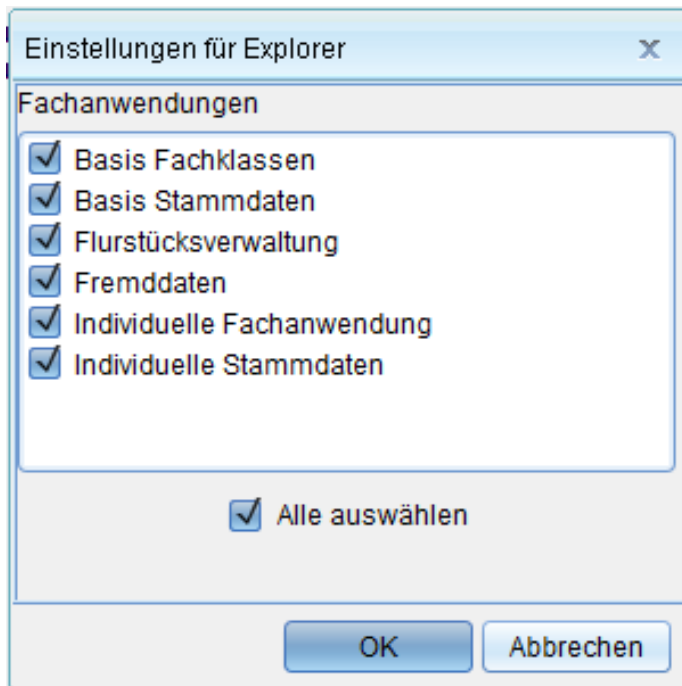 Einstellungen für Explorer
Fachanwendungen
Basis Fachklassen
Basis Stammdaten
Flurstücksverwaltung
Fremddaten
Individuelle Fachanwendung
Individuelle Stammdaten
Alle auswählen
OK Abbrechen